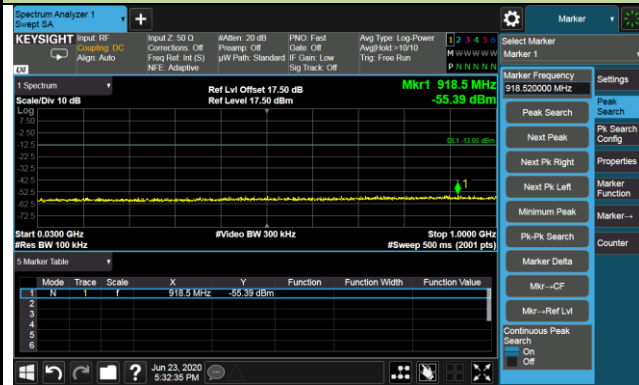 Spectrum Analyzer 1
Swept SA
Marker
KEYSIGHT
Input: RF
Coupling: DC
Align: Auto
Input Z: 50 Ω
Corrections: Off
Freq Ref: Int (S)
NFE: Adaptive
#Atten: 20 dB
Preamp: Off
µW Path: Standard
PNO: Fast
Gate: Off
IF Gain: Low
Sig Track: Off
Avg Type: Log-Power
Avg|Hold:>10/10
Trig: Free Run
1 2 3 4 5 6
M W W W W W
P N N N N N
Select Marker
Marker 1
1 Spectrum
Scale/Div 10 dB
Log
Ref Lvl Offset 17.50 dB
Ref Level 17.50 dBm
Mkr1 918.5 MHz
-55.39 dBm
7.50
-2.50
-12.5
-22.5
-32.5
-42.5
-52.5
-62.5
-72.5
DL1 -13.00 dBm
1
Start 0.0300 GHz
#Res BW 100 kHz
#Video BW 300 kHz
Stop 1.0000 GHz
#Sweep 500 ms (2001 pts)
5 Marker Table
Mode Trace Scale X Y Function Function Width Function Value
1 N 1 f 918.5 MHz -55.39 dBm
2
3
4
5
6
Marker Frequency
918.520000 MHz
Peak Search
Next Peak
Next Pk Right
Next Pk Left
Minimum Peak
Pk-Pk Search
Marker Delta
Mkr→CF
Mkr→Ref Lvl
Continuous Peak
Search
On
Off
Settings
Peak
Search
Pk Search
Config
Properties
Marker
Function
Marker→
Counter
Jun 23, 2020
5:32:35 PM